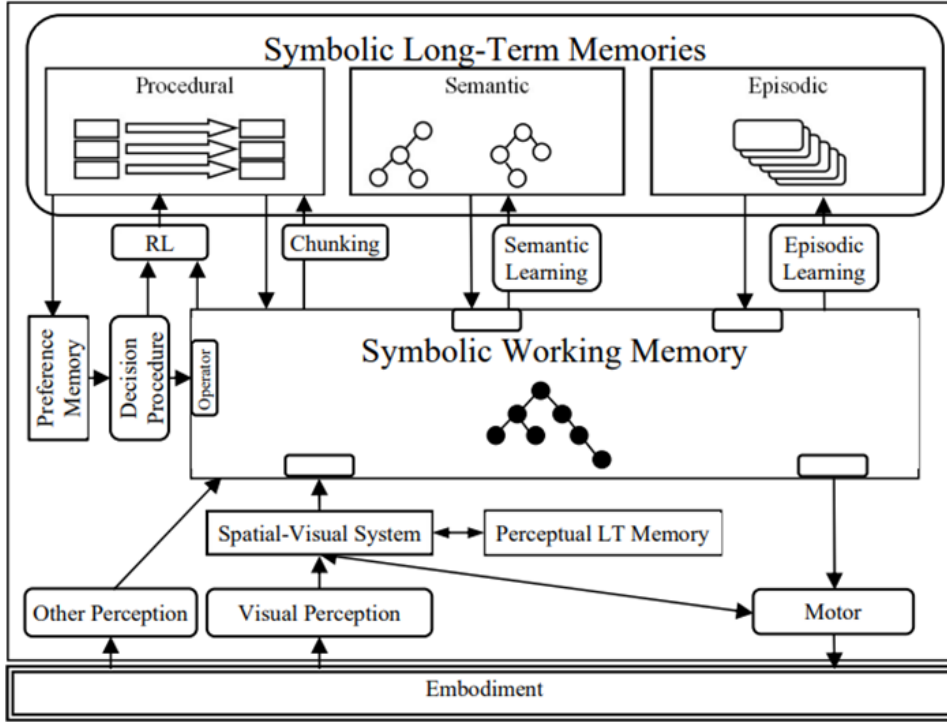 Symbolic Long-Term Memories
Procedural
Semantic
Episodic
RL
Chunking
Semantic
Learning
Episodic
Learning
Preference
Memory
Decision
Procedure
Operator
Symbolic Working Memory
Spatial-Visual System
Perceptual LT Memory
Other Perception
Visual Perception
Motor
Embodiment